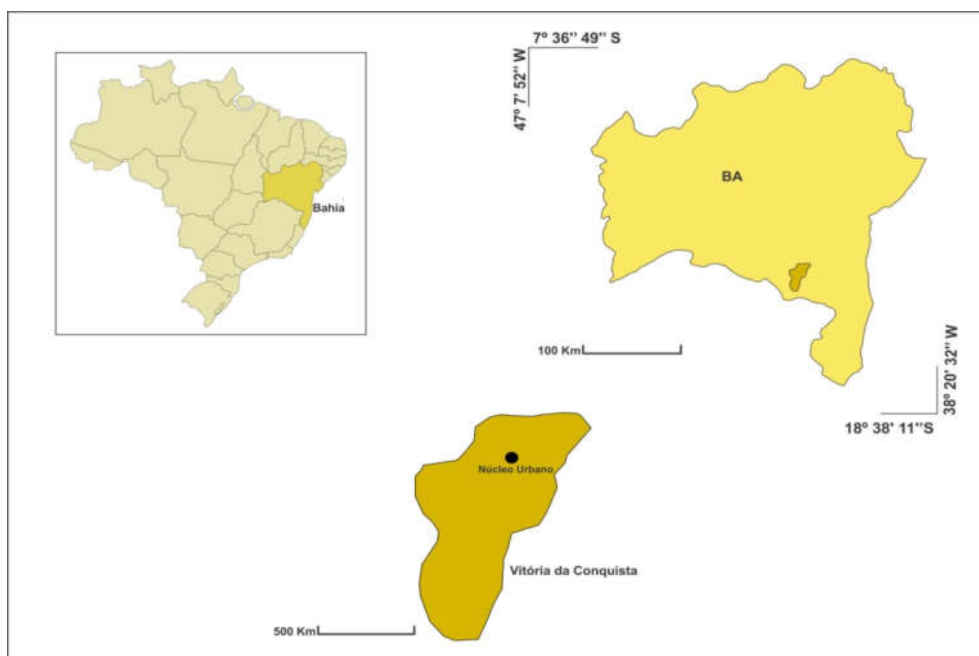 7º 36'' 49'' S
47º 7' 52'' W
BA
Bahia
100 Km
38º 20' 32'' W
18º 38' 11''S
Núcleo Urbano
Vitória da Conquista
500 Km